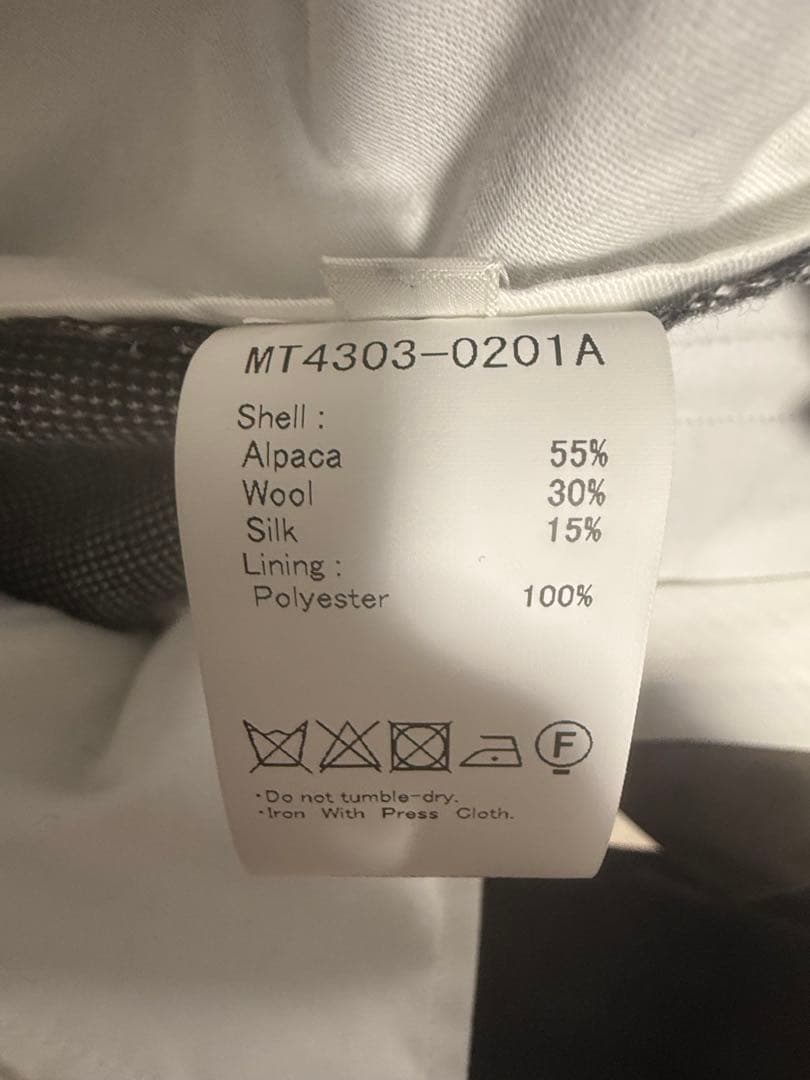 MT4303-0201A
Shell :
Alpaca 55%
Wool 30%
Silk 15%
Lining :
Polyester 100%
F
・Do not tumble-dry.
・Iron With Press Cloth.